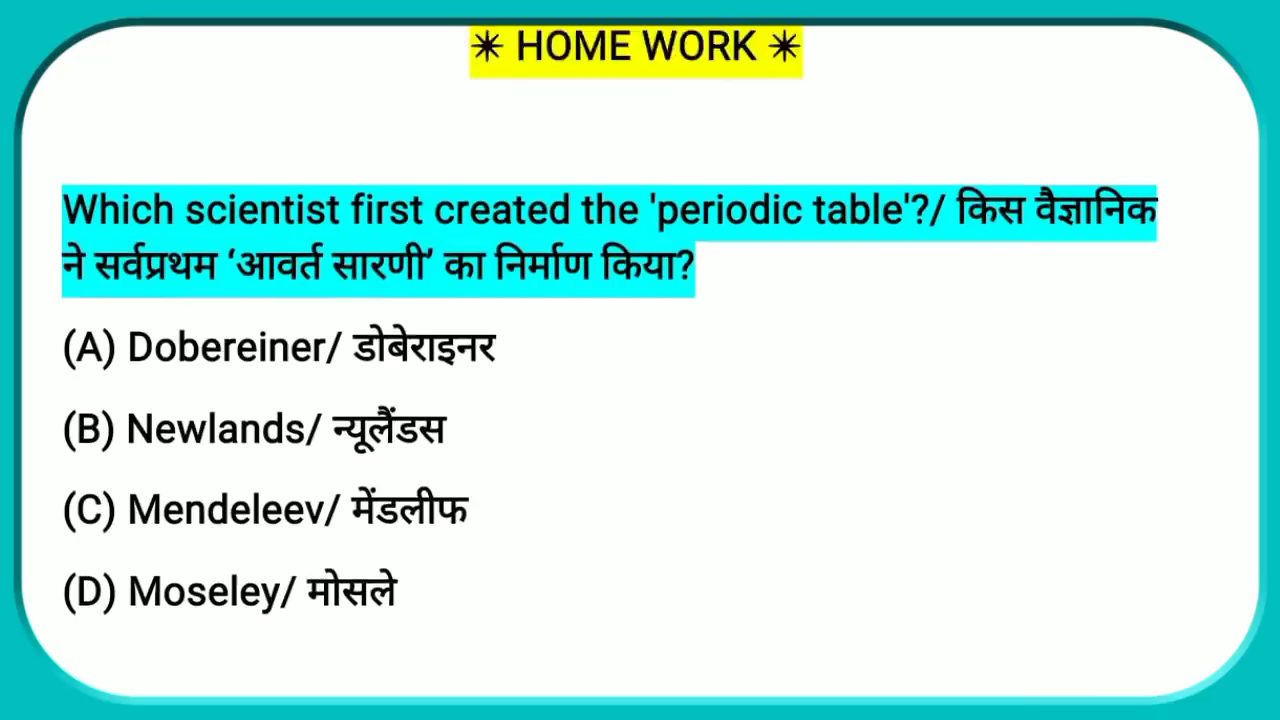 ✴ HOME WORK ✴
Which scientist first created the 'periodic table'?/ किस वैज्ञानिक
ने सर्वप्रथम ‘आवर्त सारणी’ का निर्माण किया?
(A) Dobereiner/ डोबेराइनर
(B) Newlands/ न्यूलैंडस
(C) Mendeleev/ मेंडलीफ
(D) Moseley/ मोसले